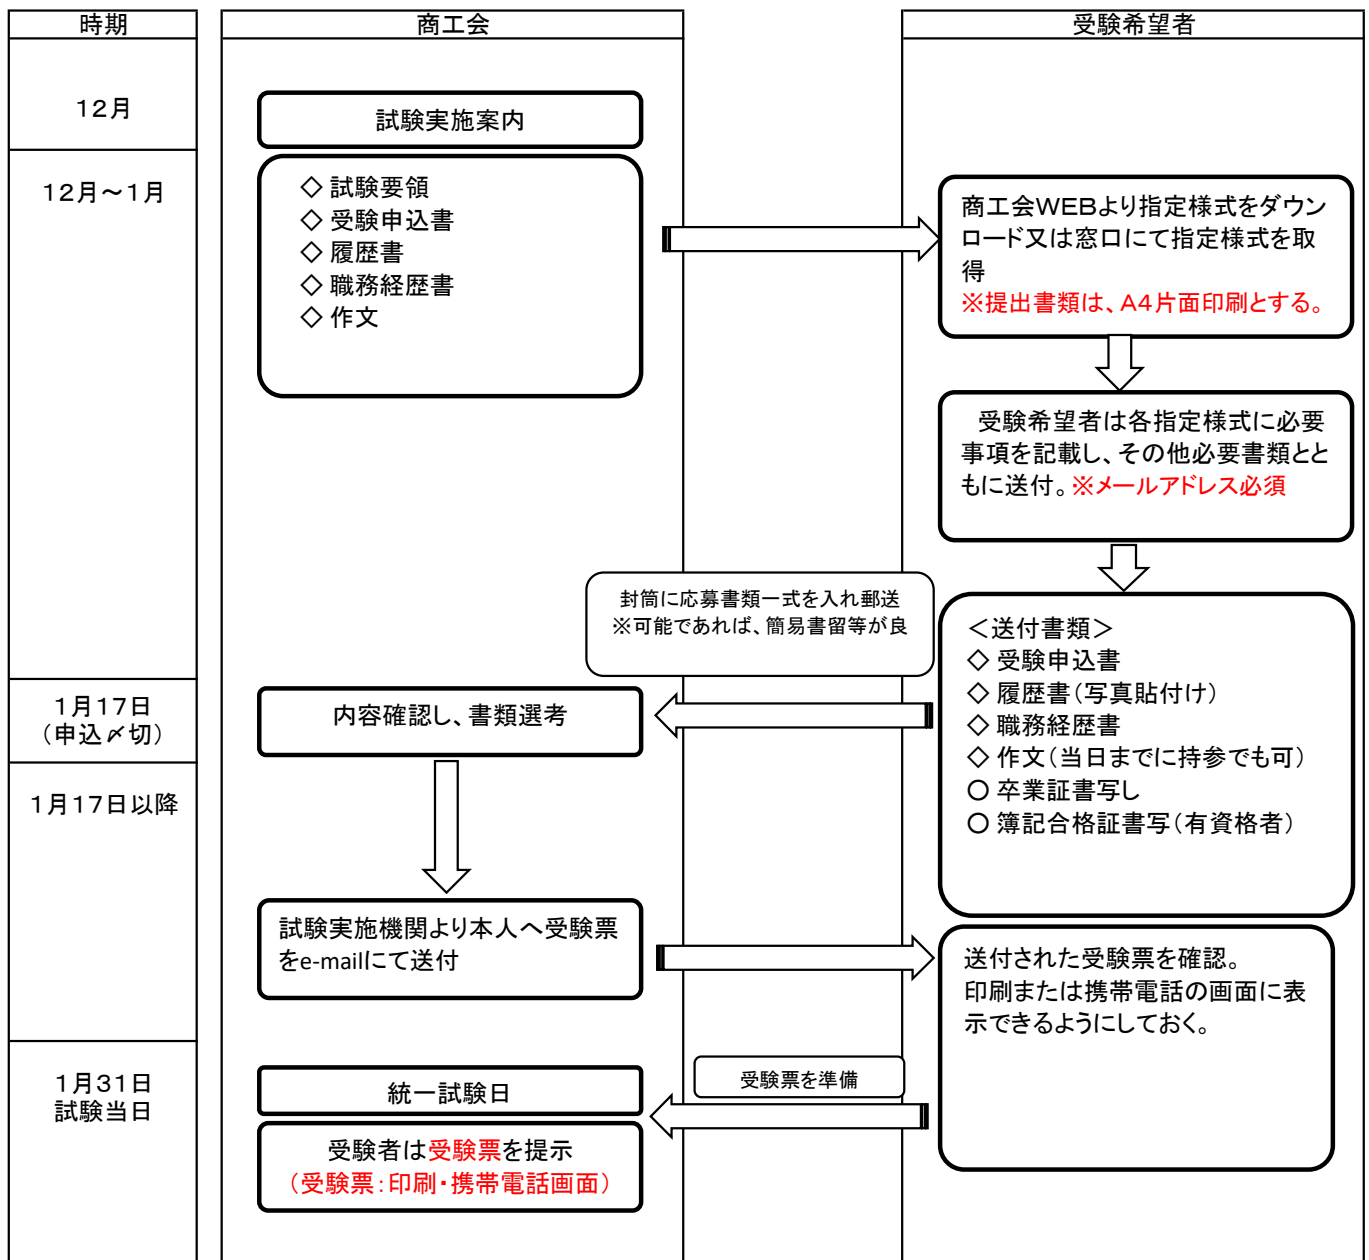 時期
商工会
受験希望者
12月
試験実施案内
12月～1月
◇ 試験要領
◇ 受験申込書
◇ 履歴書
◇ 職務経歴書
◇ 作文
商工会WEBより指定様式をダウン
ロード又は窓口にて指定様式を取
得
※提出書類は、A4片面印刷とする。
受験希望者は各指定様式に必要
事項を記載し、その他必要書類とと
もに送付。※メールアドレス必須
封筒に応募書類一式を入れ郵送
※可能であれば、簡易書留等が良
＜送付書類＞
◇ 受験申込書
◇ 履歴書（写真貼付け）
◇ 職務経歴書
◇ 作文（当日までに持参でも可）
○ 卒業証書写し
○ 簿記合格証書写（有資格者）
1月17日
（申込〆切）
内容確認し、書類選考
1月17日以降
試験実施機関より本人へ受験票
をe-mailにて送付
送付された受験票を確認。
印刷または携帯電話の画面に表
示できるようにしておく。
1月31日
試験当日
統一試験日
受験票を準備
受験者は受験票を提示
（受験票：印刷・携帯電話画面）